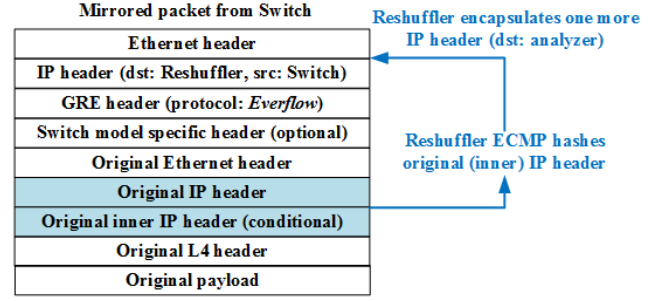 Mirrored packet from Switch
Ethernet header
IP header (dst: Reshuffler, src: Switch)
GRE header (protocol: Everflow)
Switch model specific header (optional)
Original Ethernet header
Original IP header
Original inner IP header (conditional)
Original L4 header
Original payload
Reshuffler encapsulates one more
IP header (dst: analyzer)
Reshuffler ECMP hashes
original (inner) IP header